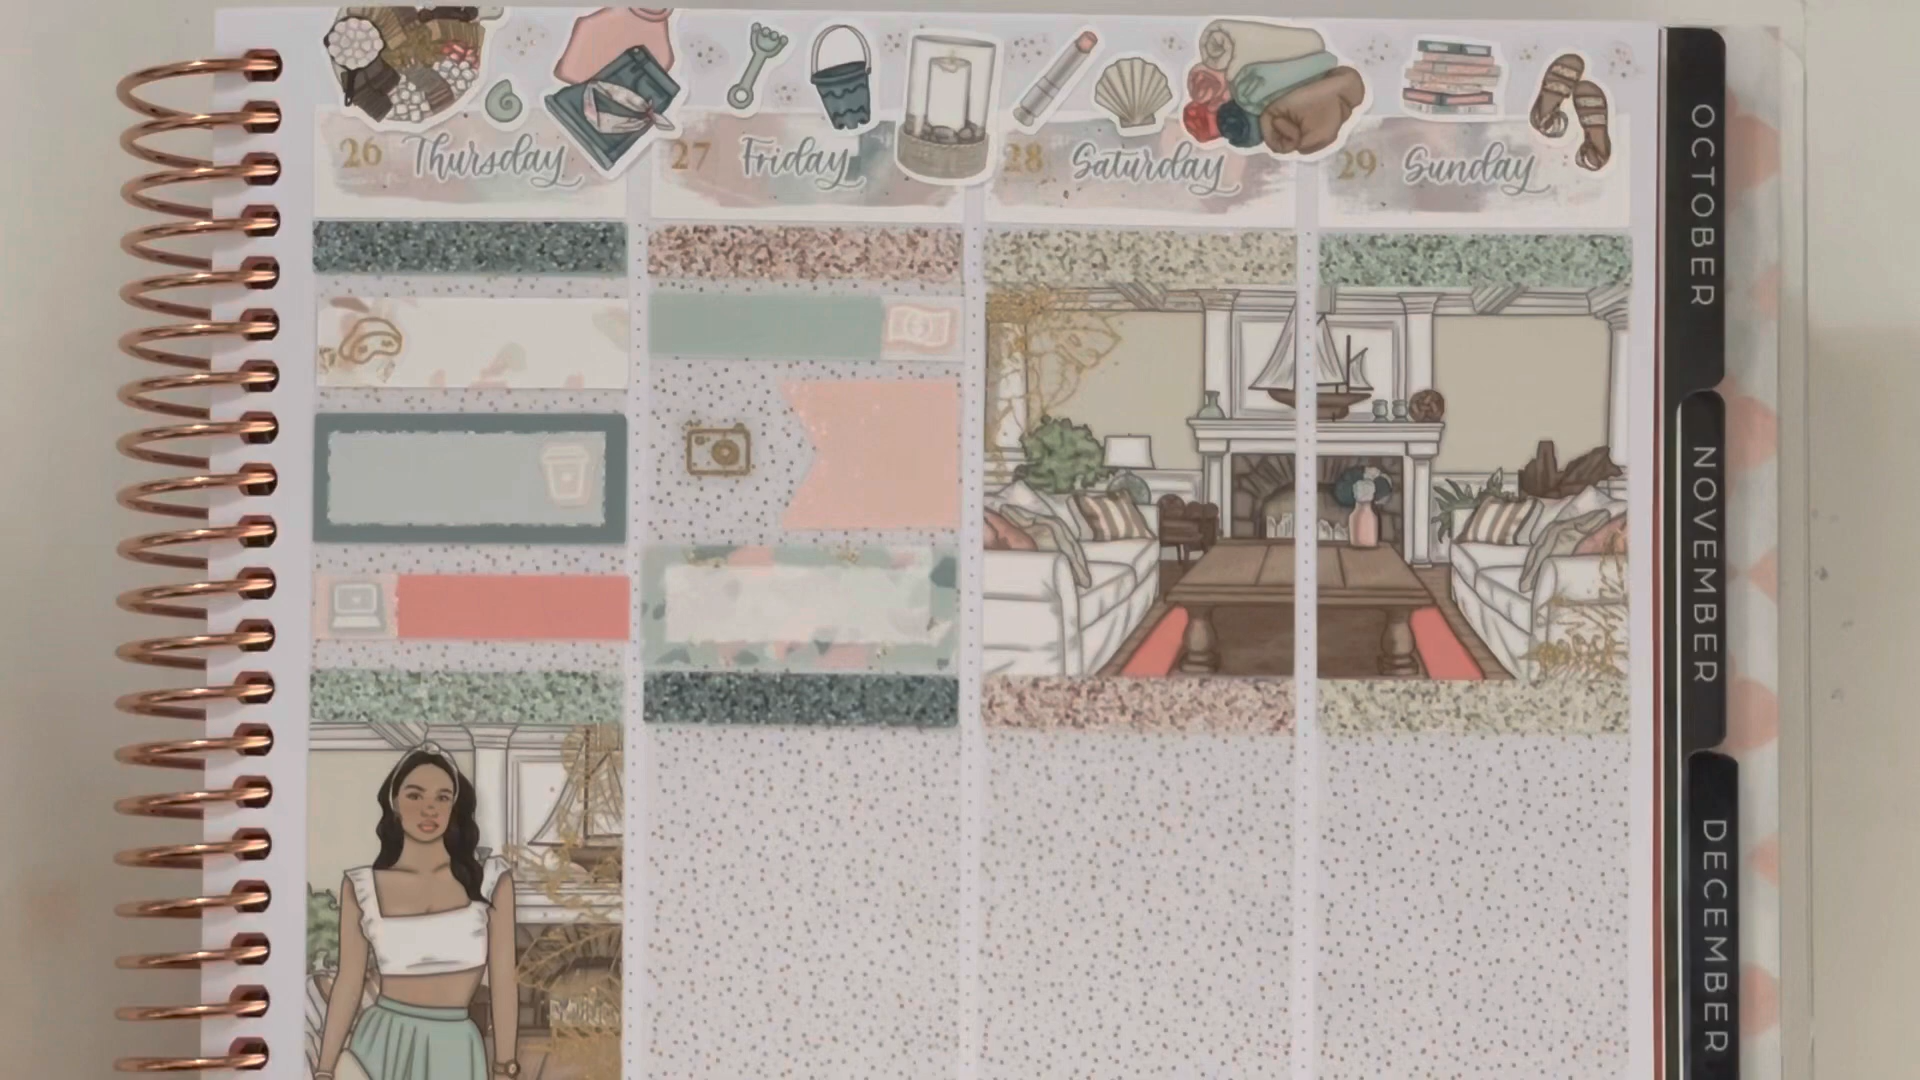 26 Thursday
27 Friday
28 Saturday
29 Sunday
OCTOBER
NOVEMBER
DECEMBER